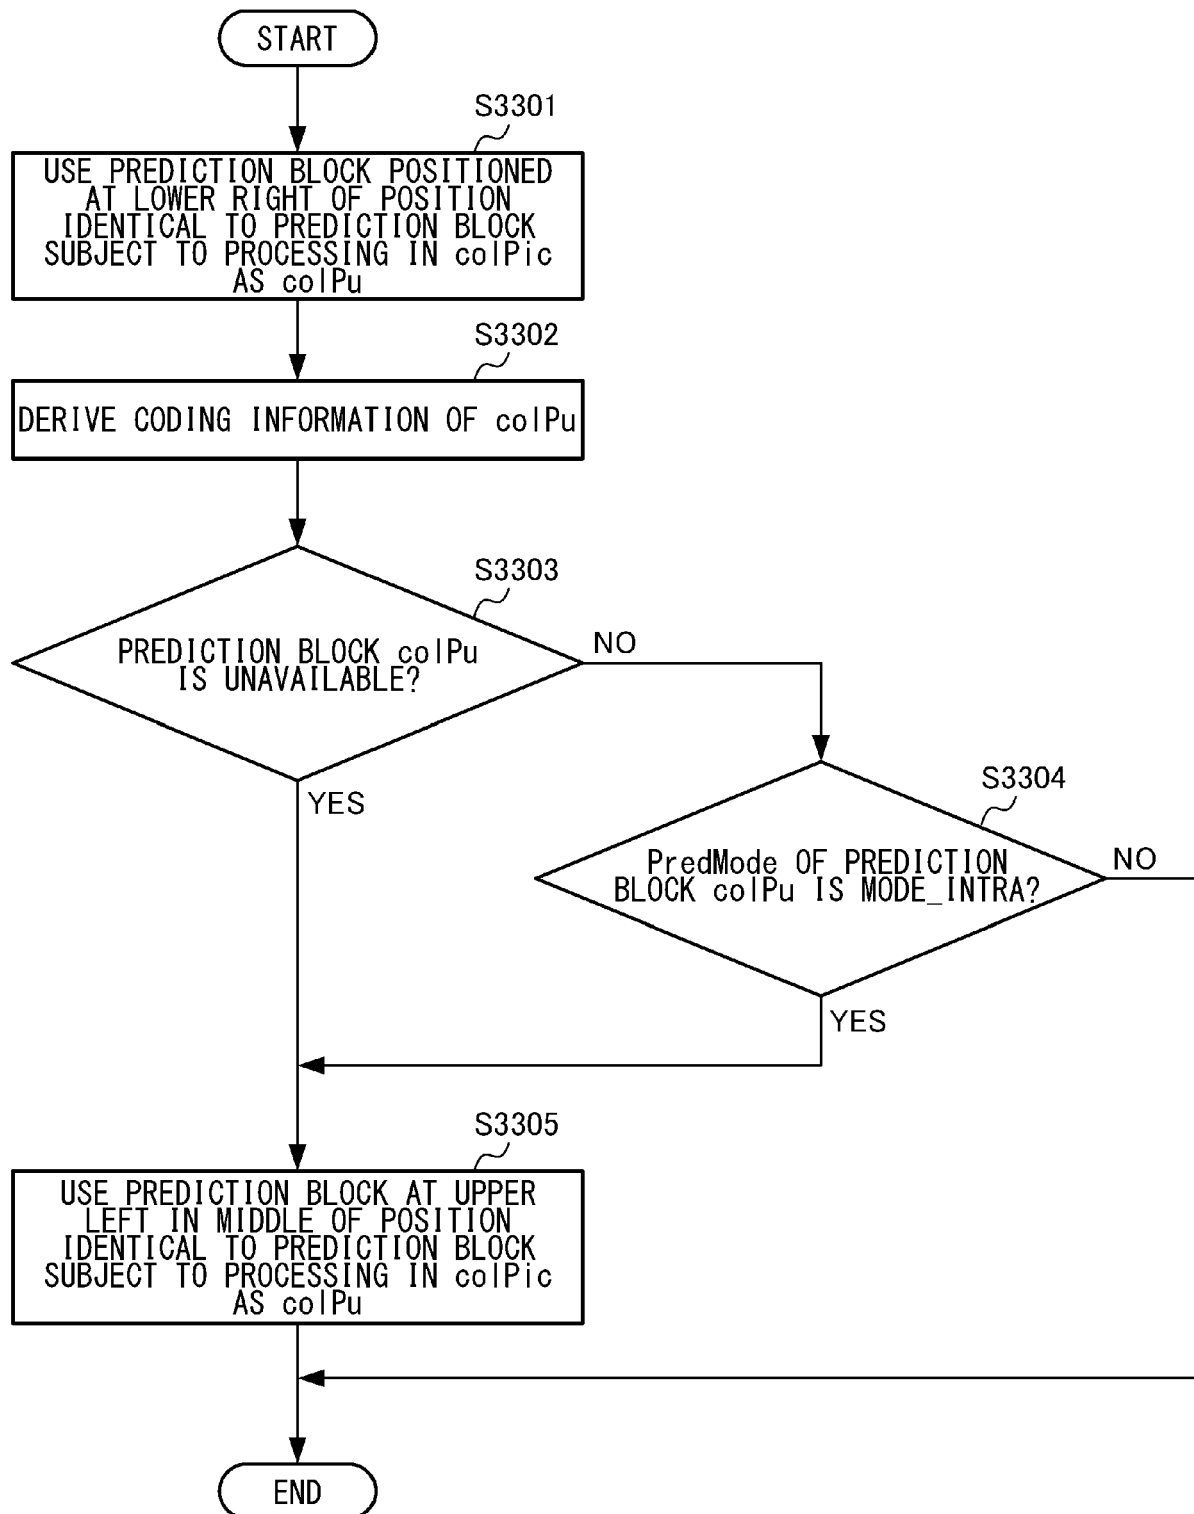 START
S3301
USE PREDICTION BLOCK POSITIONED
AT LOWER RIGHT OF POSITION
IDENTICAL TO PREDICTION BLOCK
SUBJECT TO PROCESSING IN colPic
AS colPu
S3302
DERIVE CODING INFORMATION OF colPu
S3303
PREDICTION BLOCK colPu
IS UNAVAILABLE?
NO
YES
S3304
PredMode OF PREDICTION
BLOCK colPu IS MODE_INTRA?
NO
YES
S3305
USE PREDICTION BLOCK AT UPPER
LEFT IN MIDDLE OF POSITION
IDENTICAL TO PREDICTION BLOCK
SUBJECT TO PROCESSING IN colPic
AS colPu
END